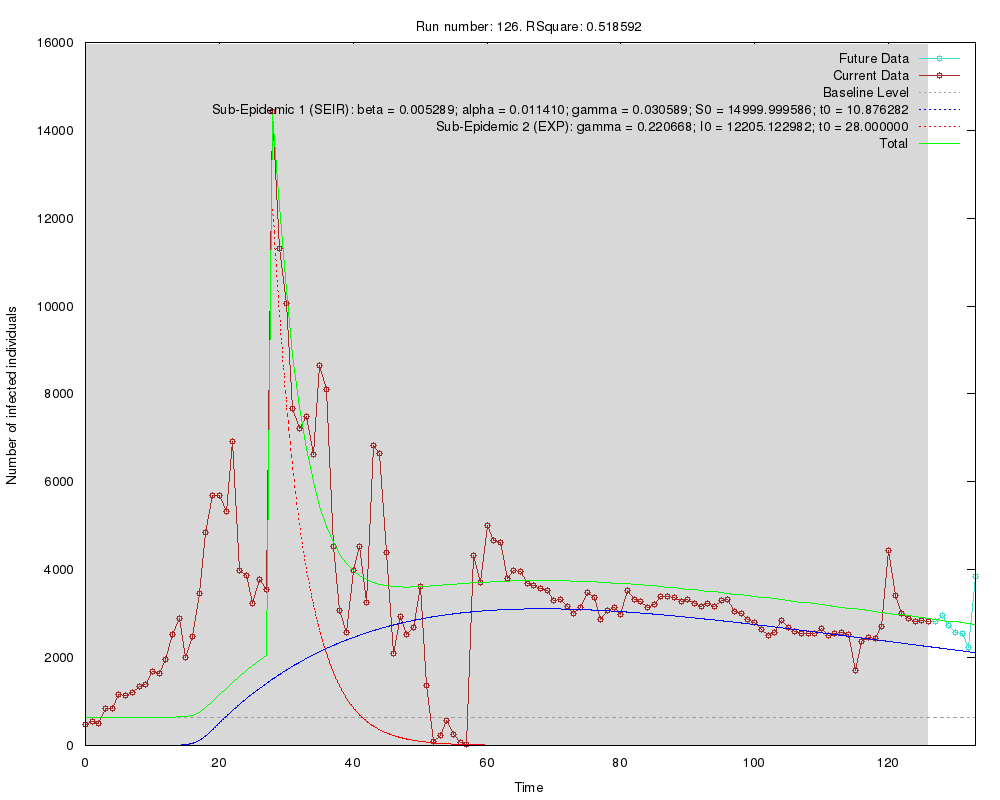 Run number: 126. RSquare: 0.518592
16000
14000
12000
10000
8000
6000
4000
2000
0
Number of infected individuals
Future Data
Current Data
Baseline Level
Sub-Epidemic 1 (SEIR): beta = 0.005289; alpha = 0.011410; gamma = 0.030589; S0 = 14999.999586; t0 = 10.876282
Sub-Epidemic 2 (EXP): gamma = 0.220668; I0 = 12205.122982; t0 = 28.000000
Total
0 20 40 60 80 100 120
Time